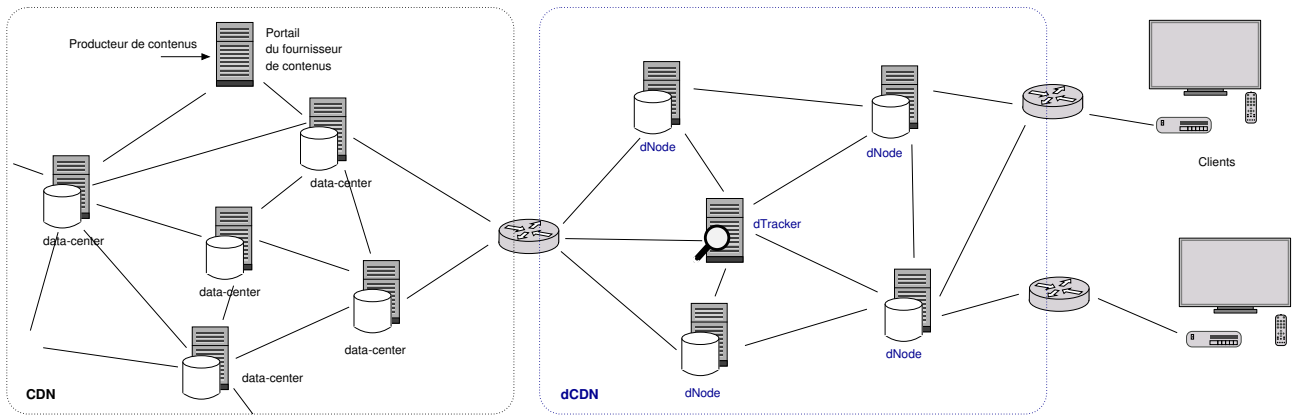 Producteur de contenus
Portail
du fournisseur
de contenus
data-center
data-center
data-center
data-center
data-center
CDN
dNode
dNode
dTracker
dNode
dNode
dCDN
Clients